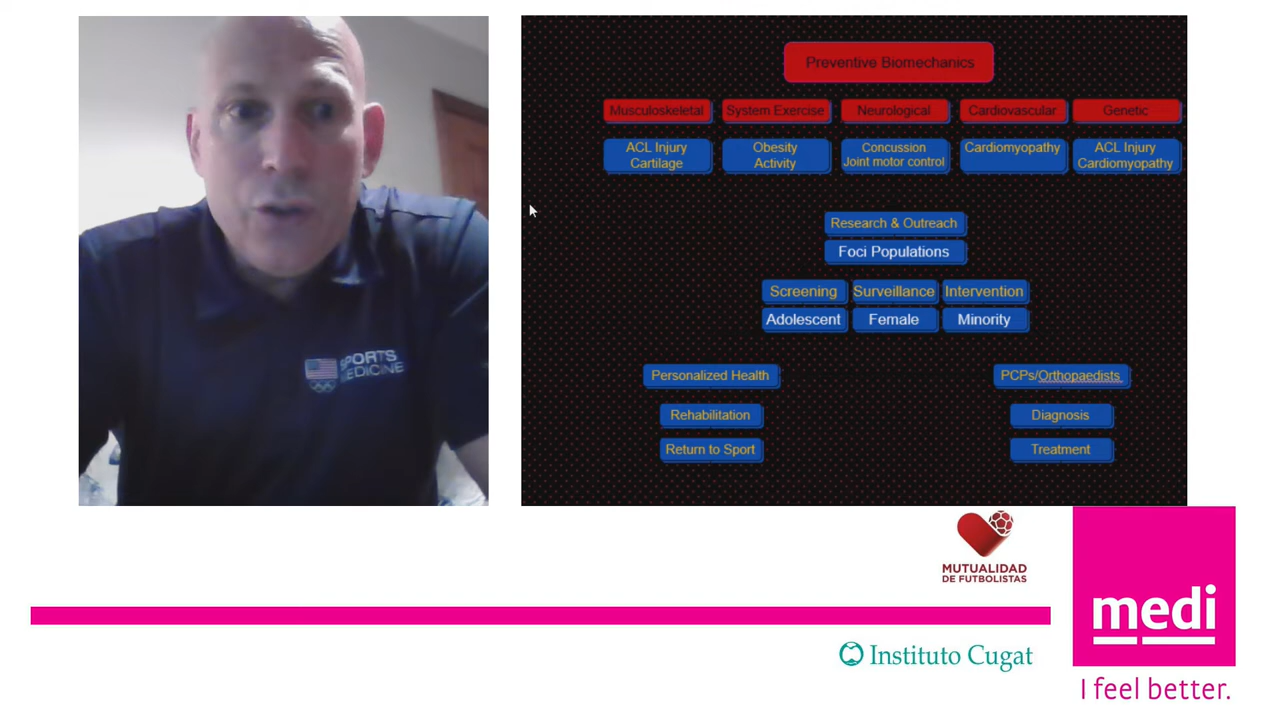 SPORTS
MEDICINE
Preventive Biomechanics
Musculoskeletal
System Exercise
Neurological
Cardiovascular
Genetic
ACL Injury
Cartilage
Obesity
Activity
Concussion
Joint motor control
Cardiomyopathy
ACL Injury
Cardiomyopathy
Research & Outreach
Foci Populations
Screening
Surveillance
Intervention
Adolescent
Female
Minority
Personalized Health
PCPs/Orthopaedists
Rehabilitation
Diagnosis
Return to Sport
Treatment
MUTUALIDAD
DE FUTBOLISTAS
medi
Instituto Cugat
I feel better.